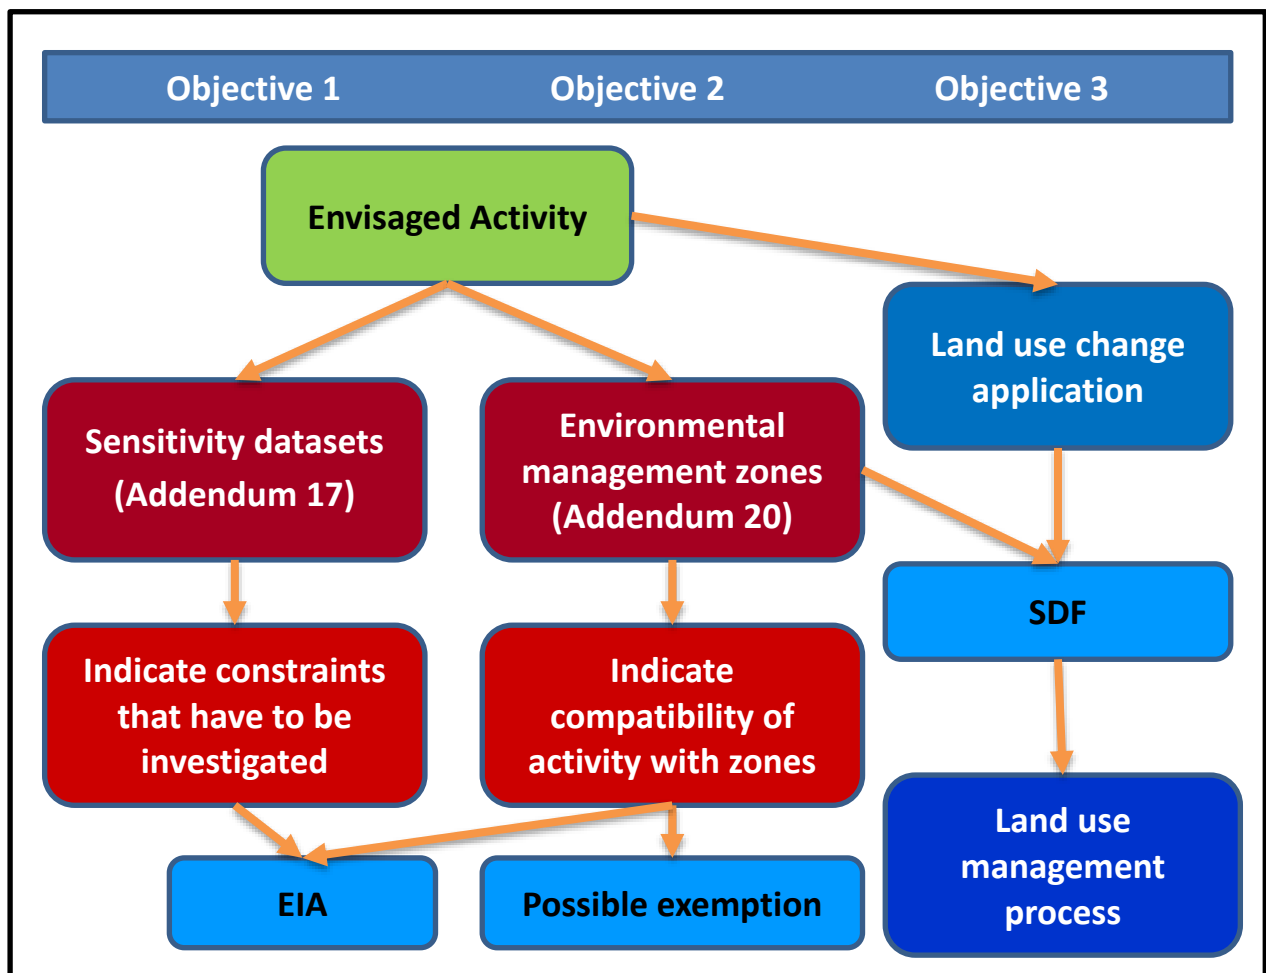 Objective 1 Objective 2 Objective 3
Envisaged Activity
Land use change
application
Sensitivity datasets
(Addendum 17)
Environmental
management zones
(Addendum 20)
SDF
Indicate constraints
that have to be
investigated
Indicate
compatibility of
activity with zones
Land use
management
process
EIA
Possible exemption